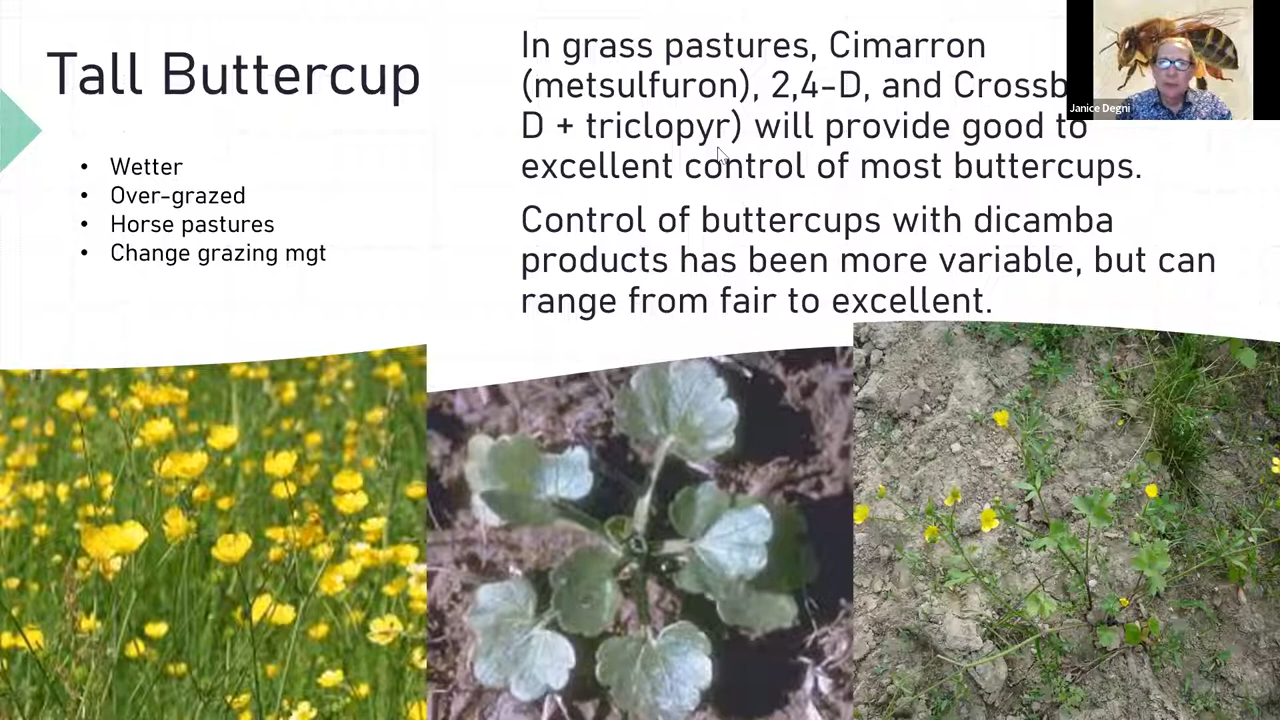 Tall Buttercup
• Wetter
• Over-grazed
• Horse pastures
• Change grazing mgt
In grass pastures, Cimarron
(metsulfuron), 2,4-D, and Crossb
D + triclopyr) will provide good to
excellent control of most buttercups.
Control of buttercups with dicamba
products has been more variable, but can
range from fair to excellent.
Janice Degni